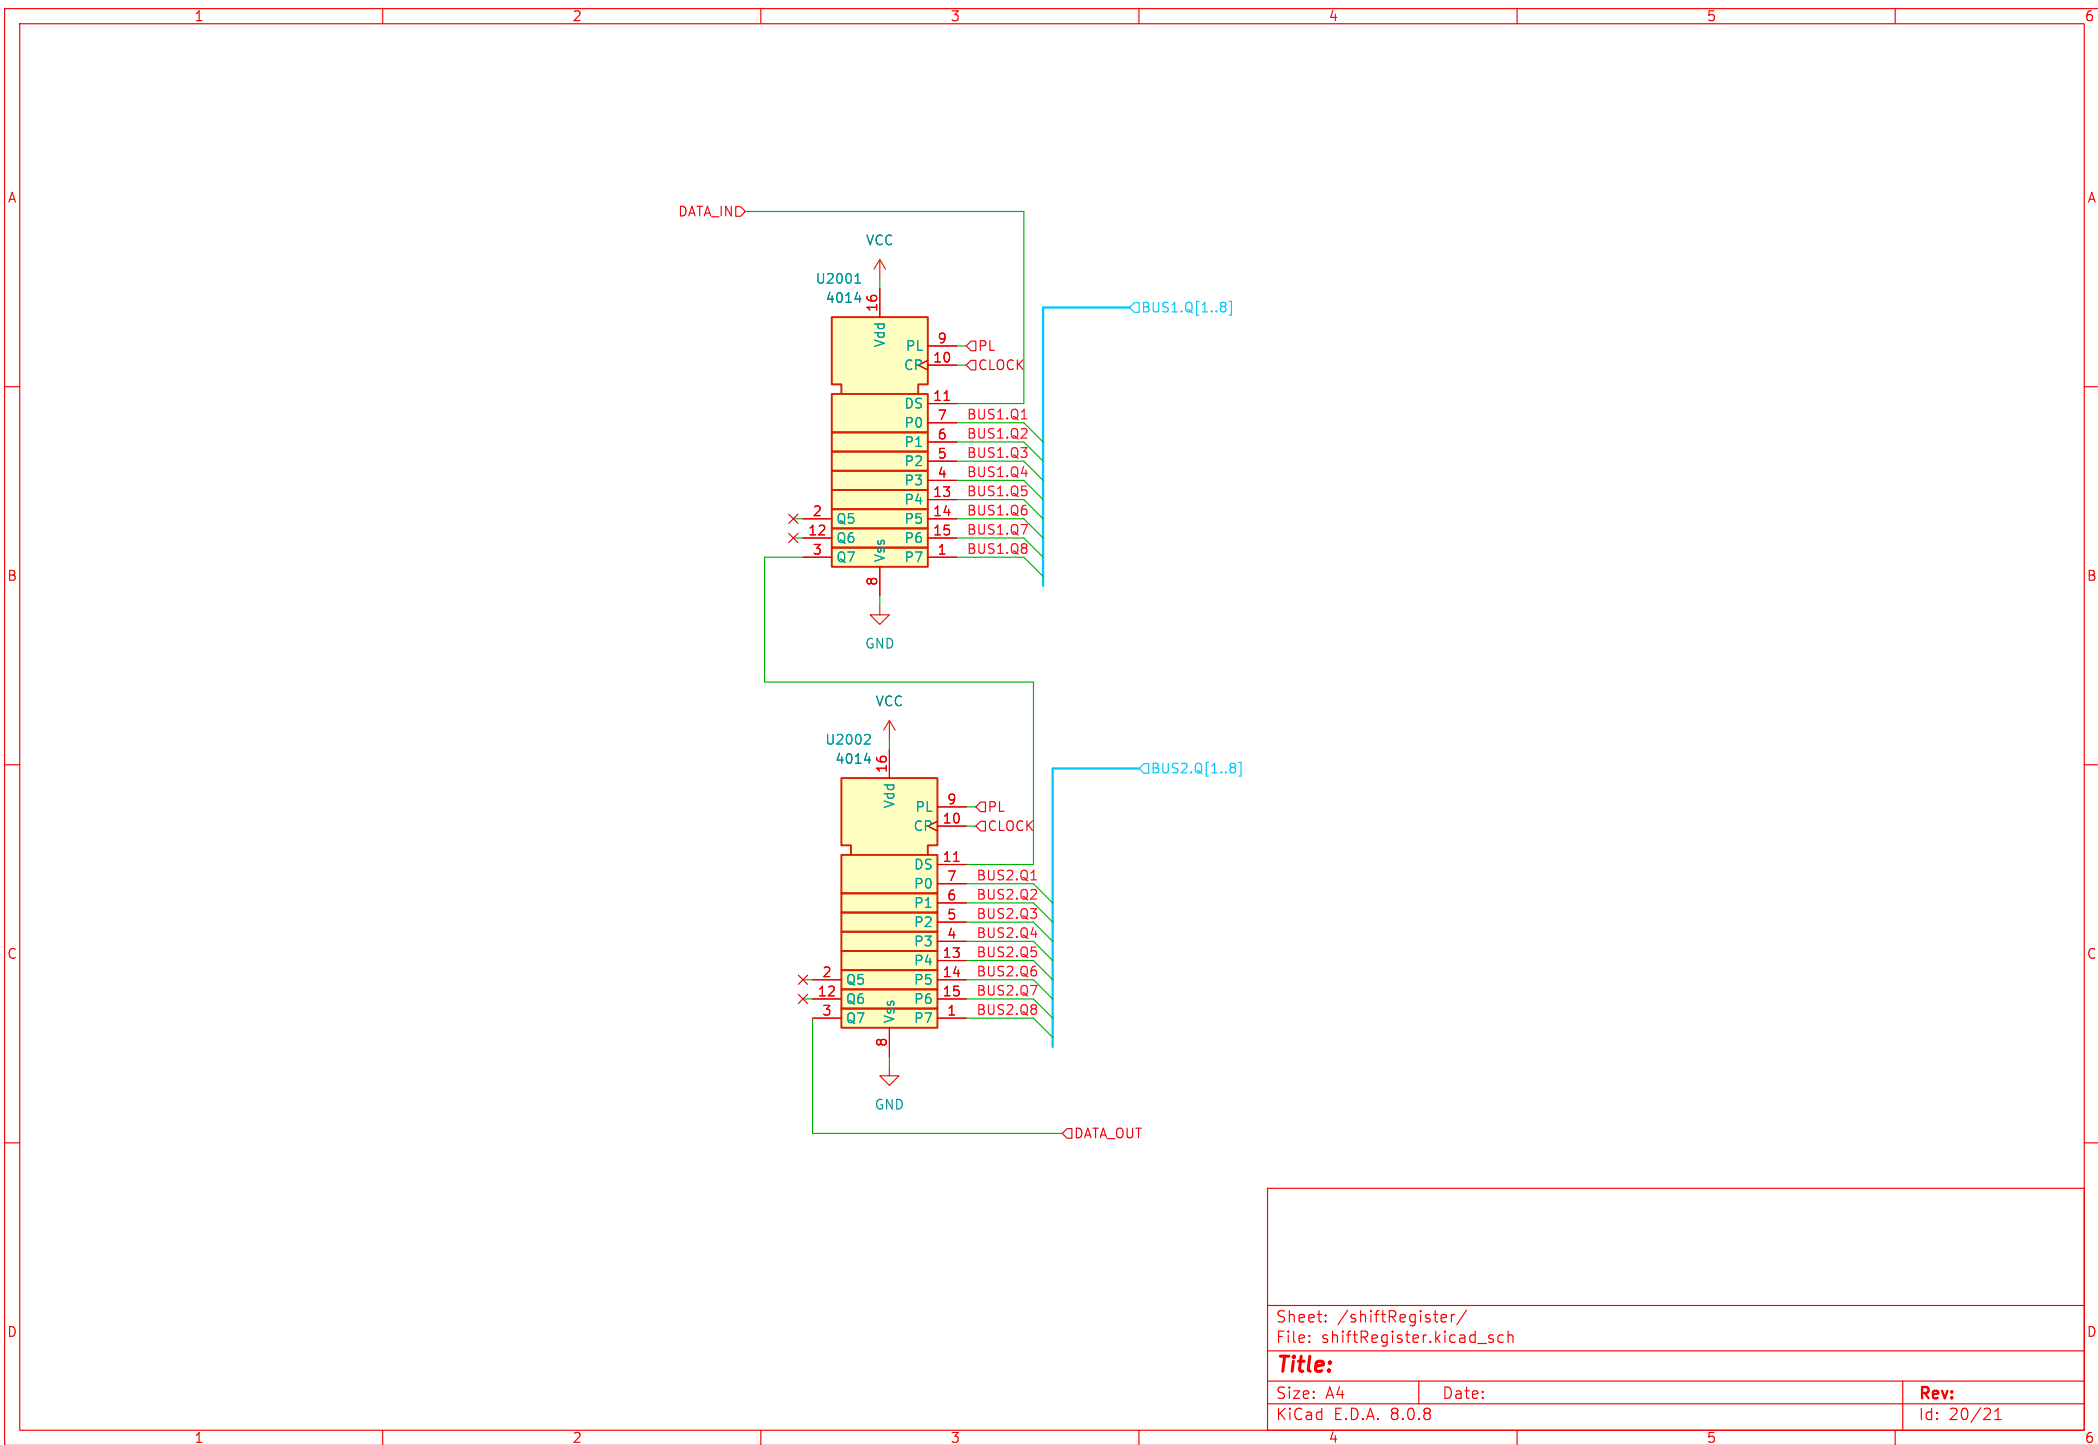 1 2 3 4 5 6
A A
DATA_IN
VCC
U2001
4014
16
Vdd
BUS1.Q[1..8]
PL 9 PL
CP 10 CLOCK
DS 11
P0 7 BUS1.Q1
P1 6 BUS1.Q2
P2 5 BUS1.Q3
P3 4 BUS1.Q4
P4 13 BUS1.Q5
2 Q5 P5 14 BUS1.Q6
12 Q6 P6 15 BUS1.Q7
3 Q7 Vss P7 1 BUS1.Q8
B B
8
GND
VCC
U2002
4014
16
Vdd
BUS2.Q[1..8]
PL 9 PL
CP 10 CLOCK
DS 11
P0 7 BUS2.Q1
P1 6 BUS2.Q2
P2 5 BUS2.Q3
P3 4 BUS2.Q4
C C
P4 13 BUS2.Q5
2 Q5 P5 14 BUS2.Q6
12 Q6 P6 15 BUS2.Q7
3 Q7 Vss P7 1 BUS2.Q8
8
GND
DATA_OUT
Sheet: /shiftRegister/
File: shiftRegister.kicad_sch
D D
Title:
Size: A4 Date: Rev:
KiCad E.D.A. 8.0.8 Id: 20/21
1 2 3 4 5 6